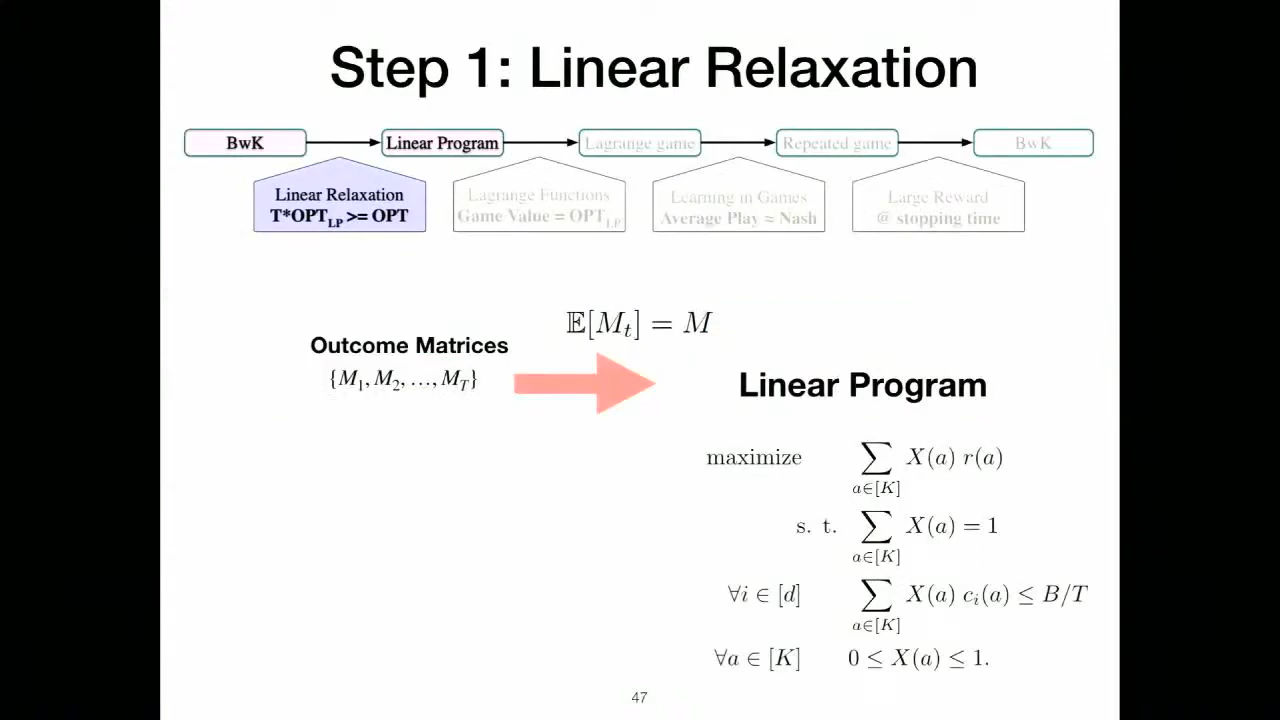 Step 1: Linear Relaxation
BwK
Linear Program
Lagrange game
Repeated game
BwK
Linear Relaxation
T*OPT_LP >= OPT
Lagrange Functions
Game Value = OPT_LP
Learning in Games
Average Play ≈ Nash
Large Reward
@ stopping time
𝔼[M_t] = M
Outcome Matrices
{M_1, M_2, …, M_T}
Linear Program
maximize ∑_{a∈[K]} X(a) r(a)
s. t. ∑_{a∈[K]} X(a) = 1
∀i ∈ [d] ∑_{a∈[K]} X(a) c_i(a) ≤ B/T
∀a ∈ [K] 0 ≤ X(a) ≤ 1.
47